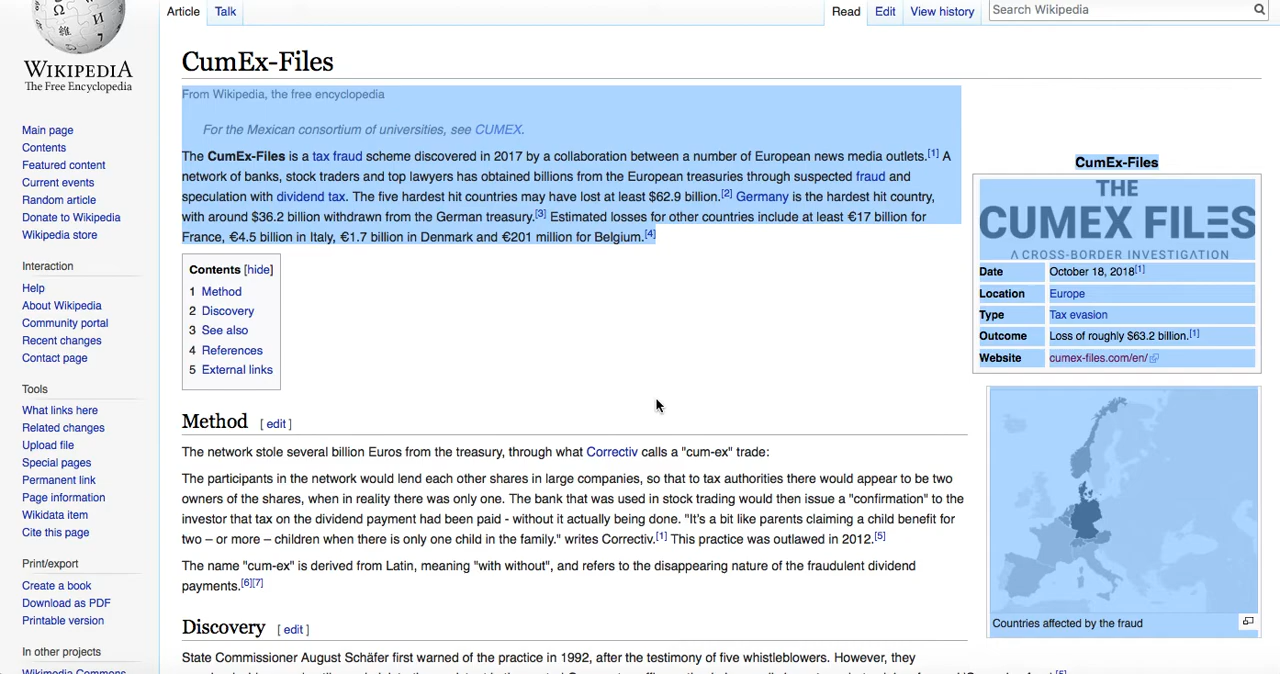 WIKIPEDIA
The Free Encyclopedia
Main page
Contents
Featured content
Current events
Random article
Donate to Wikipedia
Wikipedia store
Interaction
Help
About Wikipedia
Community portal
Recent changes
Contact page
Tools
What links here
Related changes
Upload file
Special pages
Permanent link
Page information
Wikidata item
Cite this page
Print/export
Create a book
Download as PDF
Printable version
In other projects
Wikimedia Commons
Article Talk
Read Edit View history
Search Wikipedia
CumEx-Files
From Wikipedia, the free encyclopedia
For the Mexican consortium of universities, see CUMEX.
The CumEx-Files is a tax fraud scheme discovered in 2017 by a collaboration between a number of European news media outlets.[1] A
network of banks, stock traders and top lawyers has obtained billions from the European treasuries through suspected fraud and
speculation with dividend tax. The five hardest hit countries may have lost at least $62.9 billion.[2] Germany is the hardest hit country,
with around $36.2 billion withdrawn from the German treasury.[3] Estimated losses for other countries include at least €17 billion for
France, €4.5 billion in Italy, €1.7 billion in Denmark and €201 million for Belgium.[4]
CumEx-Files
THE
CUMEX FILES
A CROSS-BORDER INVESTIGATION
Date October 18, 2018[1]
Location Europe
Type Tax evasion
Outcome Loss of roughly $63.2 billion.[1]
Website cumex-files.com/en/
Countries affected by the fraud
Contents [hide]
1 Method
2 Discovery
3 See also
4 References
5 External links
Method [ edit ]
The network stole several billion Euros from the treasury, through what Correctiv calls a "cum-ex" trade:
The participants in the network would lend each other shares in large companies, so that to tax authorities there would appear to be two
owners of the shares, when in reality there was only one. The bank that was used in stock trading would then issue a "confirmation" to the
investor that tax on the dividend payment had been paid - without it actually being done. "It's a bit like parents claiming a child benefit for
two – or more – children when there is only one child in the family." writes Correctiv.[1] This practice was outlawed in 2012.[5]
The name "cum-ex" is derived from Latin, meaning "with without", and refers to the disappearing nature of the fraudulent dividend
payments.[6][7]
Discovery [ edit ]
State Commissioner August Schäfer first warned of the practice in 1992, after the testimony of five whistleblowers. However, they